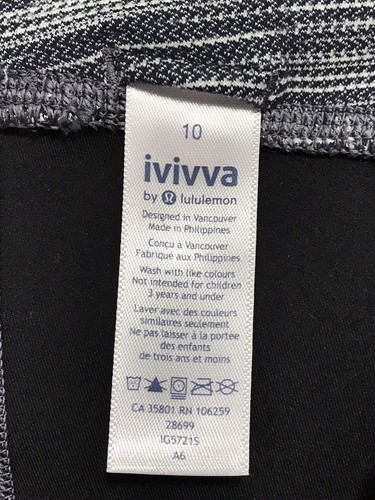 10
ivivva
by lululemon
Designed in Vancouver
Made in Philippines
Conçu à Vancouver
Fabriqué aux Philippines
Wash with like colours
Not intended for children
3 years and under
Laver avec des couleurs
similaires seulement
Ne pas laisser à la portée
des enfants
de trois ans et moins
CA 35801 RN 106259
28699
IG5721S
A6